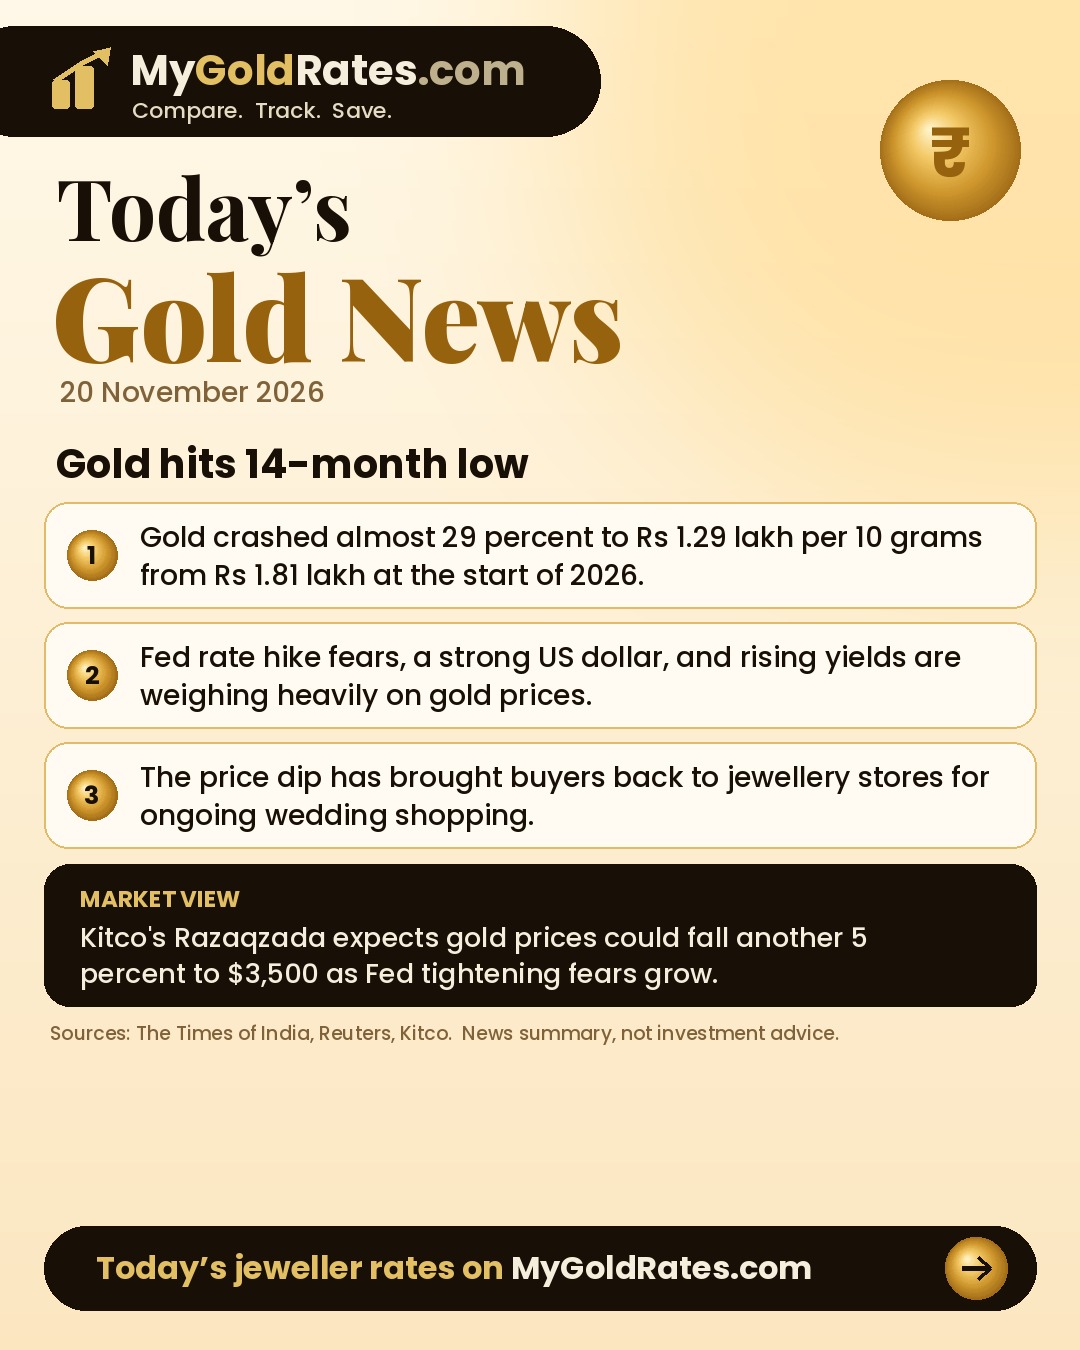 MyGoldRates.com
Compare. Track. Save.
₹
Today’s
Gold News
20 November 2026
Gold hits 14-month low
1
Gold crashed almost 29 percent to Rs 1.29 lakh per 10 grams
from Rs 1.81 lakh at the start of 2026.
2
Fed rate hike fears, a strong US dollar, and rising yields are
weighing heavily on gold prices.
3
The price dip has brought buyers back to jewellery stores for
ongoing wedding shopping.
MARKET VIEW
Kitco's Razaqzada expects gold prices could fall another 5
percent to $3,500 as Fed tightening fears grow.
Sources: The Times of India, Reuters, Kitco. News summary, not investment advice.
Today’s jeweller rates on MyGoldRates.com